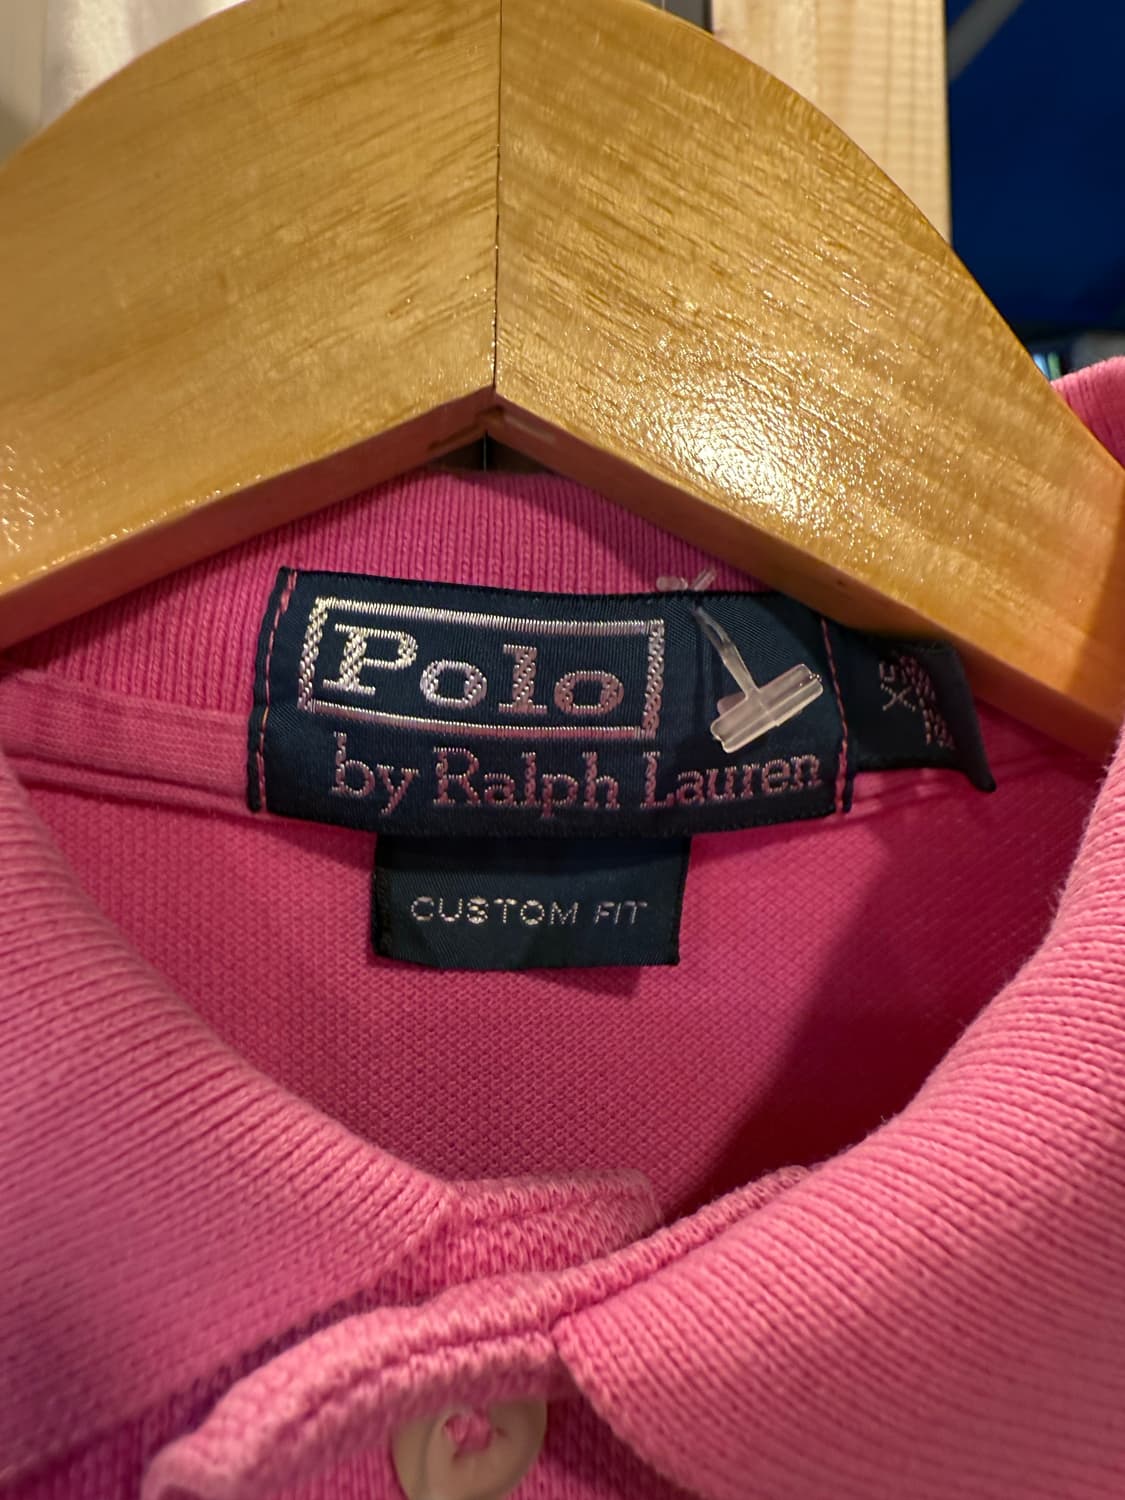 Polo
by Ralph Lauren
CUSTOM FIT